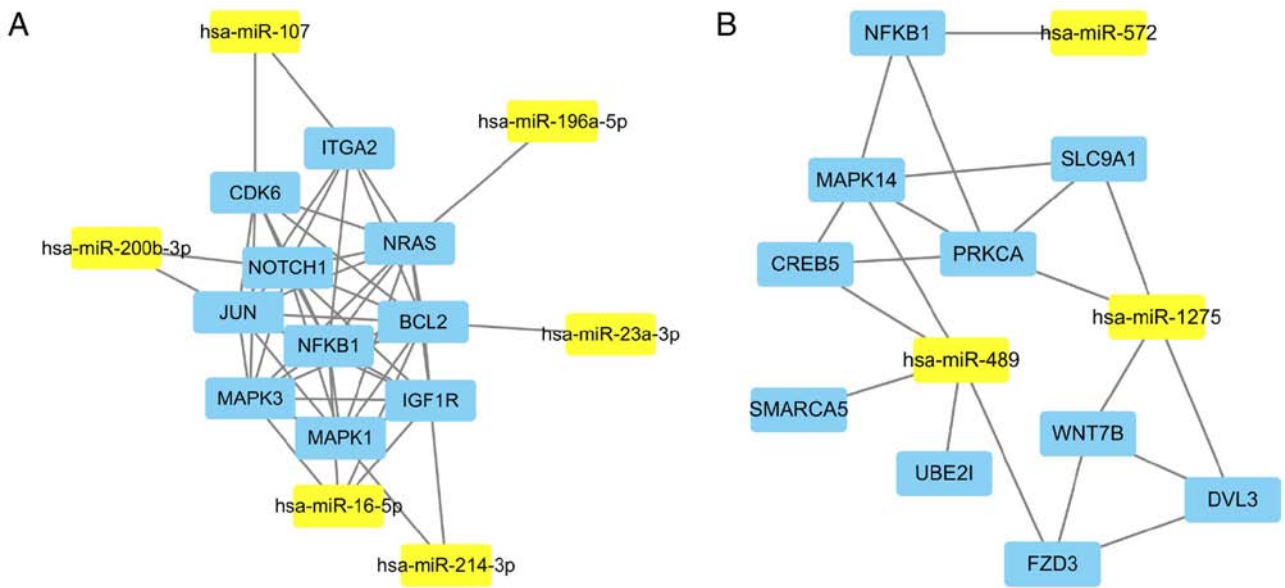 A
hsa-miR-107
hsa-miR-196a-5p
ITGA2
CDK6
NRAS
hsa-miR-200b-3p
NOTCH1
JUN
BCL2
hsa-miR-23a-3p
NFKB1
MAPK3
IGF1R
MAPK1
hsa-miR-16-5p
hsa-miR-214-3p
B
NFKB1
hsa-miR-572
SLC9A1
MAPK14
PRKCA
CREB5
hsa-miR-1275
hsa-miR-489
SMARCA5
WNT7B
UBE2I
DVL3
FZD3